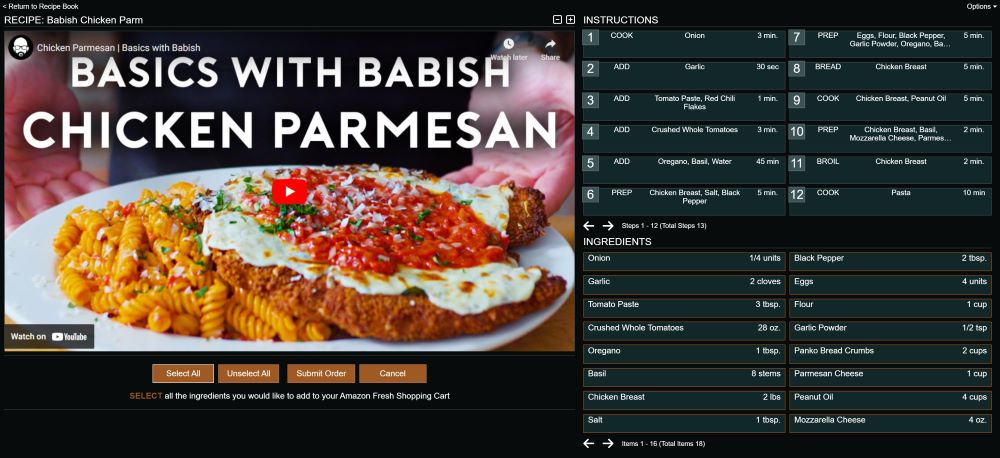 < Return to Recipe Book
Options
RECIPE: Babish Chicken Parm
Chicken Parmesan | Basics with Babish
Watch later
Share
BASICS WITH BABISH
CHICKEN PARMESAN
Watch on YouTube
Select All
Unselect All
Submit Order
Cancel
SELECT all the ingredients you would like to add to your Amazon Fresh Shopping Cart
INSTRUCTIONS
1 COOK Onion 3 min.
2 ADD Garlic 30 sec
3 ADD Tomato Paste, Red Chili
Flakes 1 min.
4 ADD Crushed Whole Tomatoes 3 min.
5 ADD Oregano, Basil, Water 45 min
6 PREP Chicken Breast, Salt, Black
Pepper 5 min.
7 PREP Eggs, Flour, Black Pepper,
Garlic Powder, Oregano, Ba... 5 min.
8 BREAD Chicken Breast 5 min.
9 COOK Chicken Breast, Peanut Oil 5 min.
10 PREP Chicken Breast, Basil,
Mozzarella Cheese, Parmes... 2 min.
11 BROIL Chicken Breast 2 min.
12 COOK Pasta 10 min
Steps 1 - 12 (Total Steps 13)
INGREDIENTS
Onion 1/4 units
Garlic 2 cloves
Tomato Paste 3 tbsp.
Crushed Whole Tomatoes 28 oz.
Oregano 1 tbsp.
Basil 8 stems
Chicken Breast 2 lbs
Salt 1 tbsp.
Black Pepper 2 tbsp.
Eggs 4 units
Flour 1 cup
Garlic Powder 1/2 tsp
Panko Bread Crumbs 2 cups
Parmesan Cheese 1 cup
Peanut Oil 4 cups
Mozzarella Cheese 4 oz.
Items 1 - 16 (Total Items 18)